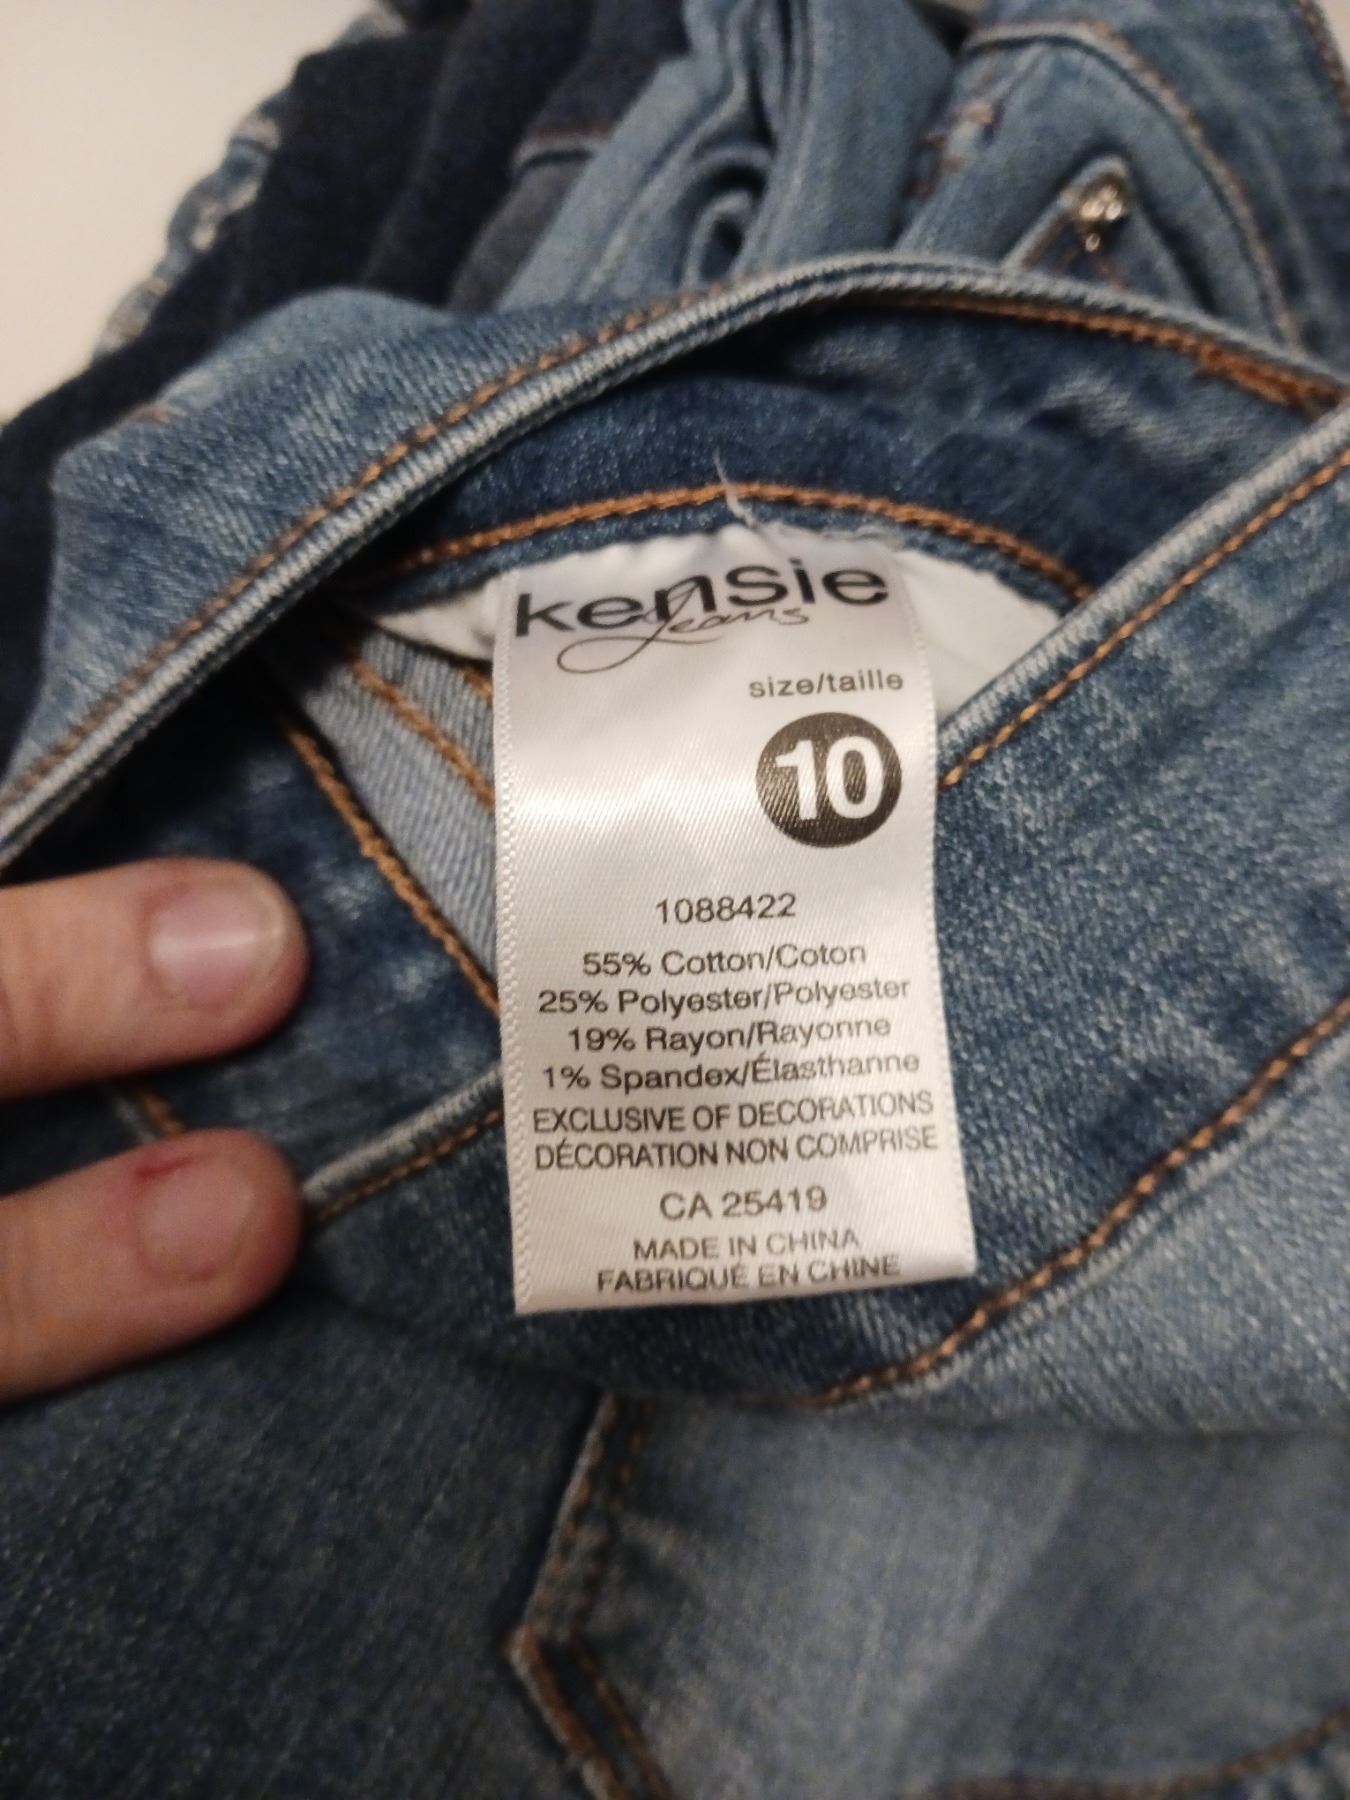 kensie
Jeans
size/taille
10
1088422
55% Cotton/Coton
25% Polyester/Polyester
19% Rayon/Rayonne
1% Spandex/Élasthanne
EXCLUSIVE OF DECORATIONS
DÉCORATION NON COMPRISE
CA 25419
MADE IN CHINA
FABRIQUÉ EN CHINE